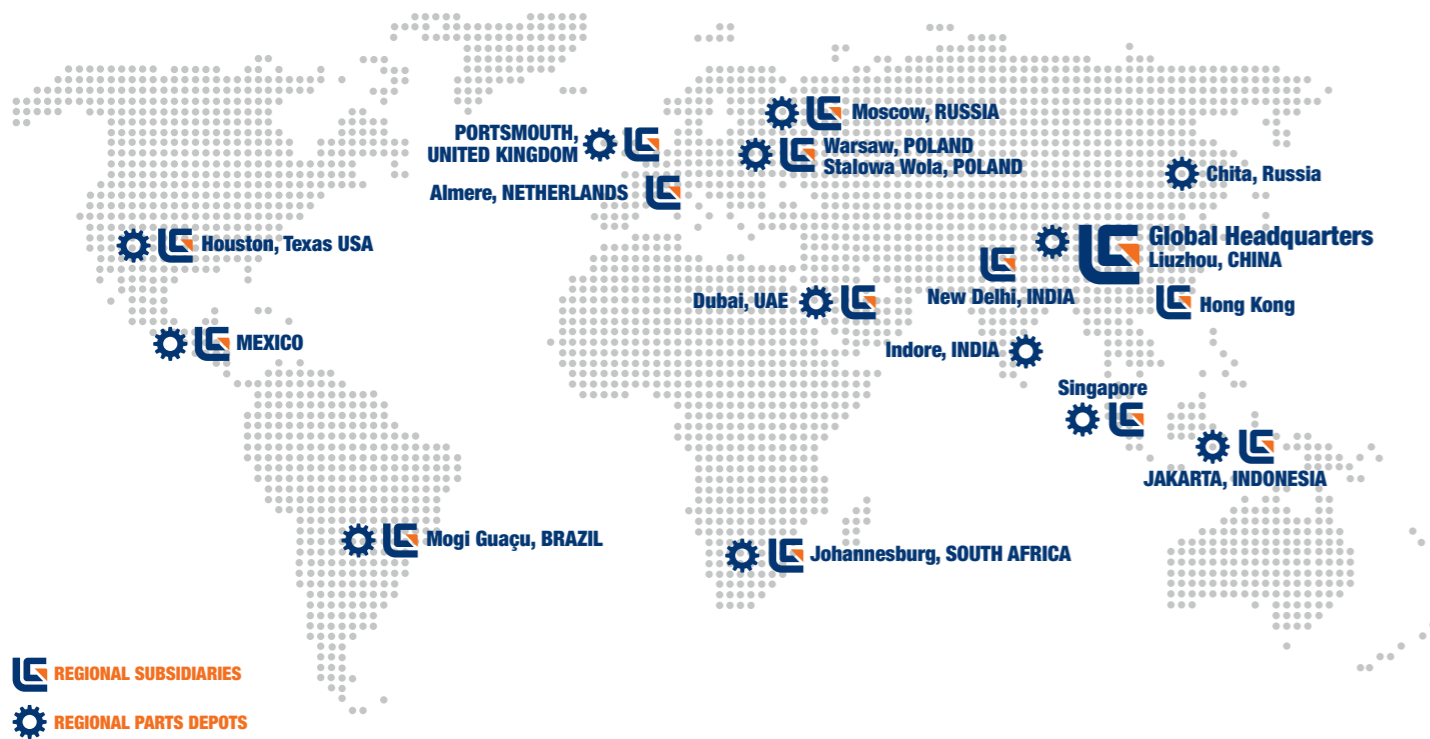 Moscow, RUSSIA
PORTSMOUTH,
UNITED KINGDOM
Warsaw, POLAND
Stalowa Wola, POLAND
Chita, Russia
Almere, NETHERLANDS
Houston, Texas USA
Global Headquarters
Liuzhou, CHINA
New Delhi, INDIA
Dubai, UAE
Hong Kong
MEXICO
Indore, INDIA
Singapore
JAKARTA, INDONESIA
Mogi Guaçu, BRAZIL
Johannesburg, SOUTH AFRICA
REGIONAL SUBSIDIARIES
REGIONAL PARTS DEPOTS